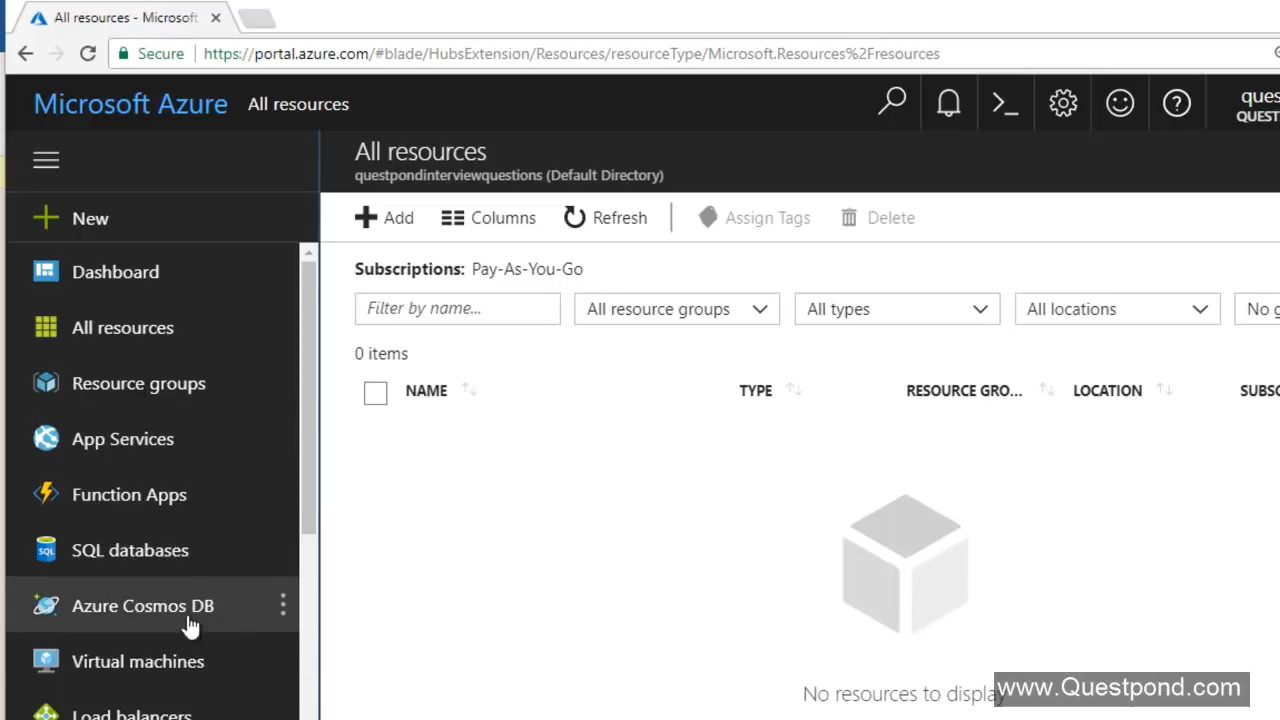 All resources - Microsoft
Secure https://portal.azure.com/#blade/HubsExtension/Resources/resourceType/Microsoft.Resources%2Fresources
Microsoft Azure All resources
ques
QUEST
All resources
questpondinterviewquestions (Default Directory)
New
Add Columns Refresh Assign Tags Delete
Dashboard
All resources
Resource groups
App Services
Function Apps
SQL databases
Azure Cosmos DB
Virtual machines
Load balancers
Subscriptions: Pay-As-You-Go
Filter by name... All resource groups All types All locations No g
0 items
NAME TYPE RESOURCE GRO... LOCATION SUBSC
No resources to display
www.Questpond.com